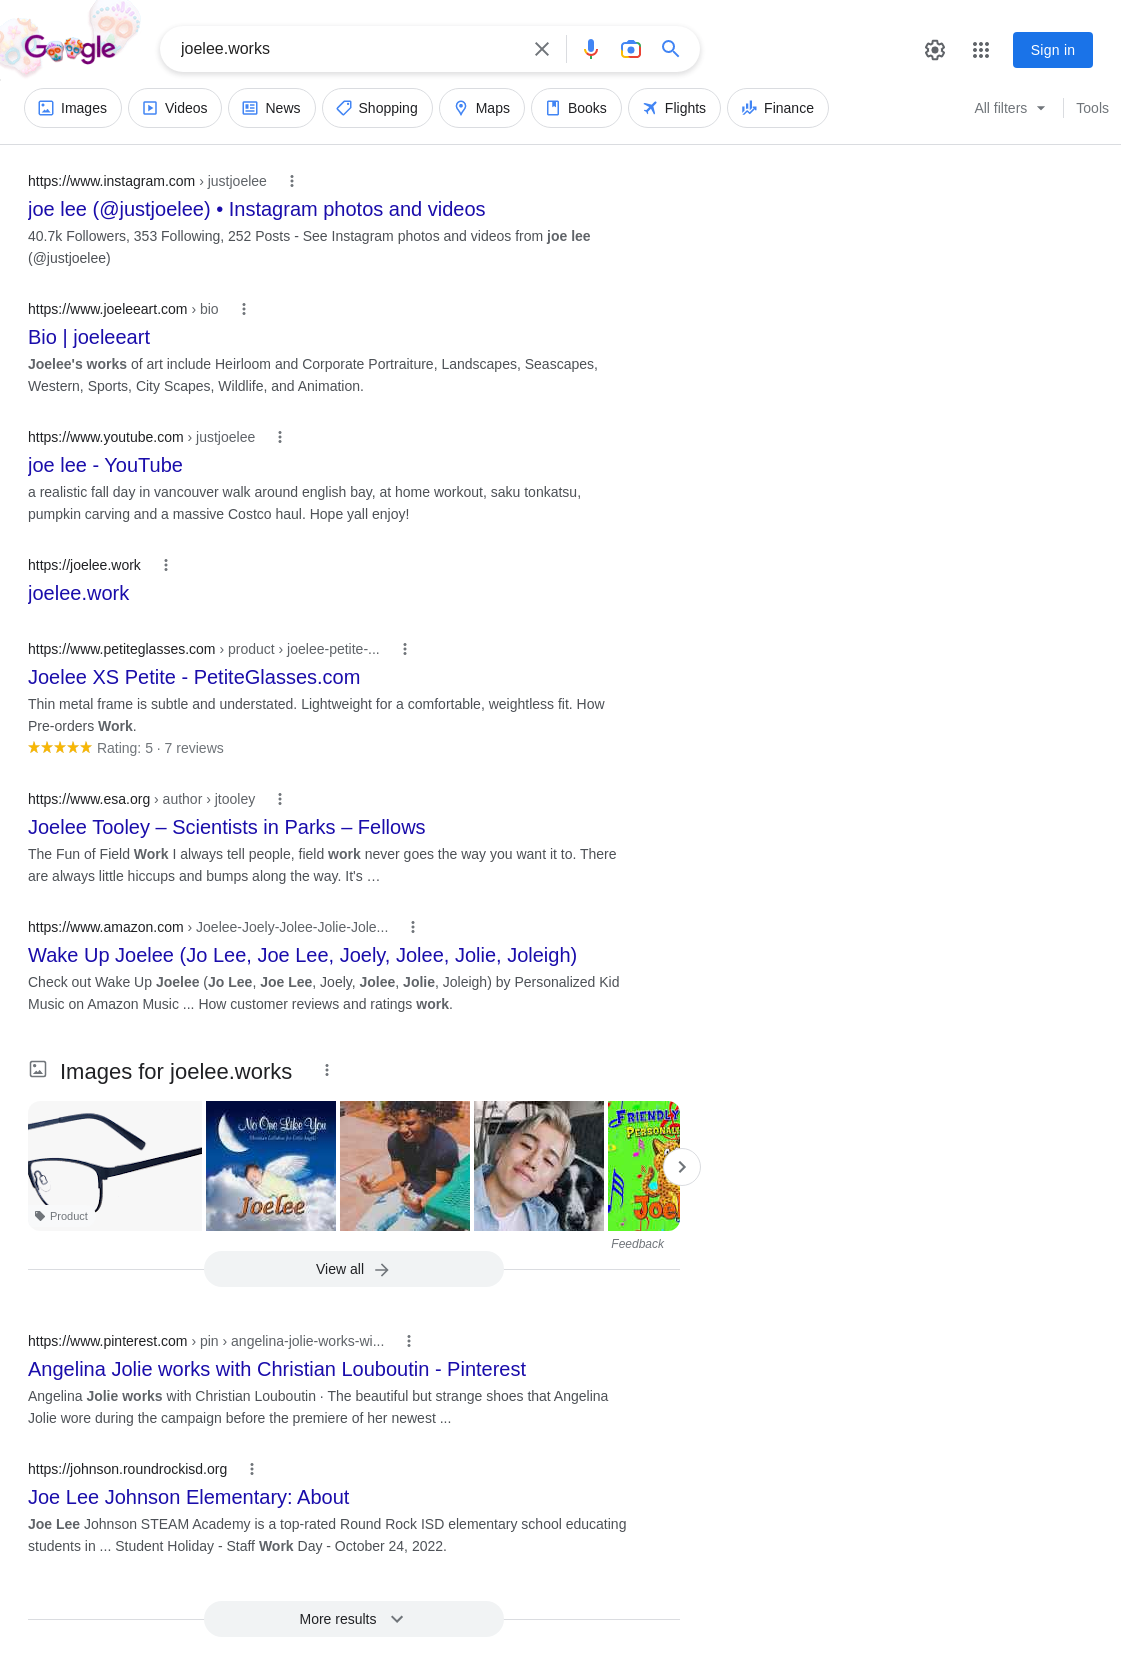 Google
joelee.works
Sign in
Images
Videos
News
Shopping
Maps
Books
Flights
Finance
All filters
Tools
https://www.instagram.com › justjoelee
joe lee (@justjoelee) • Instagram photos and videos
40.7k Followers, 353 Following, 252 Posts - See Instagram photos and videos from joe lee
(@justjoelee)
https://www.joeleeart.com › bio
Bio | joeleeart
Joelee's works of art include Heirloom and Corporate Portraiture, Landscapes, Seascapes,
Western, Sports, City Scapes, Wildlife, and Animation.
https://www.youtube.com › justjoelee
joe lee - YouTube
a realistic fall day in vancouver walk around english bay, at home workout, saku tonkatsu,
pumpkin carving and a massive Costco haul. Hope yall enjoy!
https://joelee.work
joelee.work
https://www.petiteglasses.com › product › joelee-petite-...
Joelee XS Petite - PetiteGlasses.com
Thin metal frame is subtle and understated. Lightweight for a comfortable, weightless fit. How
Pre-orders Work.
Rating: 5 · 7 reviews
https://www.esa.org › author › jtooley
Joelee Tooley – Scientists in Parks – Fellows
The Fun of Field Work I always tell people, field work never goes the way you want it to. There
are always little hiccups and bumps along the way. It's …
https://www.amazon.com › Joelee-Joely-Jolee-Jolie-Jole...
Wake Up Joelee (Jo Lee, Joe Lee, Joely, Jolee, Jolie, Joleigh)
Check out Wake Up Joelee (Jo Lee, Joe Lee, Joely, Jolee, Jolie, Joleigh) by Personalized Kid
Music on Amazon Music ... How customer reviews and ratings work.
Images for joelee.works
Product
No One Like You
Christian Lullabies for Little Angels
Joelee
FRIENDLY
PERSONAL
Joe
Feedback
View all
https://www.pinterest.com › pin › angelina-jolie-works-wi...
Angelina Jolie works with Christian Louboutin - Pinterest
Angelina Jolie works with Christian Louboutin · The beautiful but strange shoes that Angelina
Jolie wore during the campaign before the premiere of her newest ...
https://johnson.roundrockisd.org
Joe Lee Johnson Elementary: About
Joe Lee Johnson STEAM Academy is a top-rated Round Rock ISD elementary school educating
students in ... Student Holiday - Staff Work Day - October 24, 2022.
More results